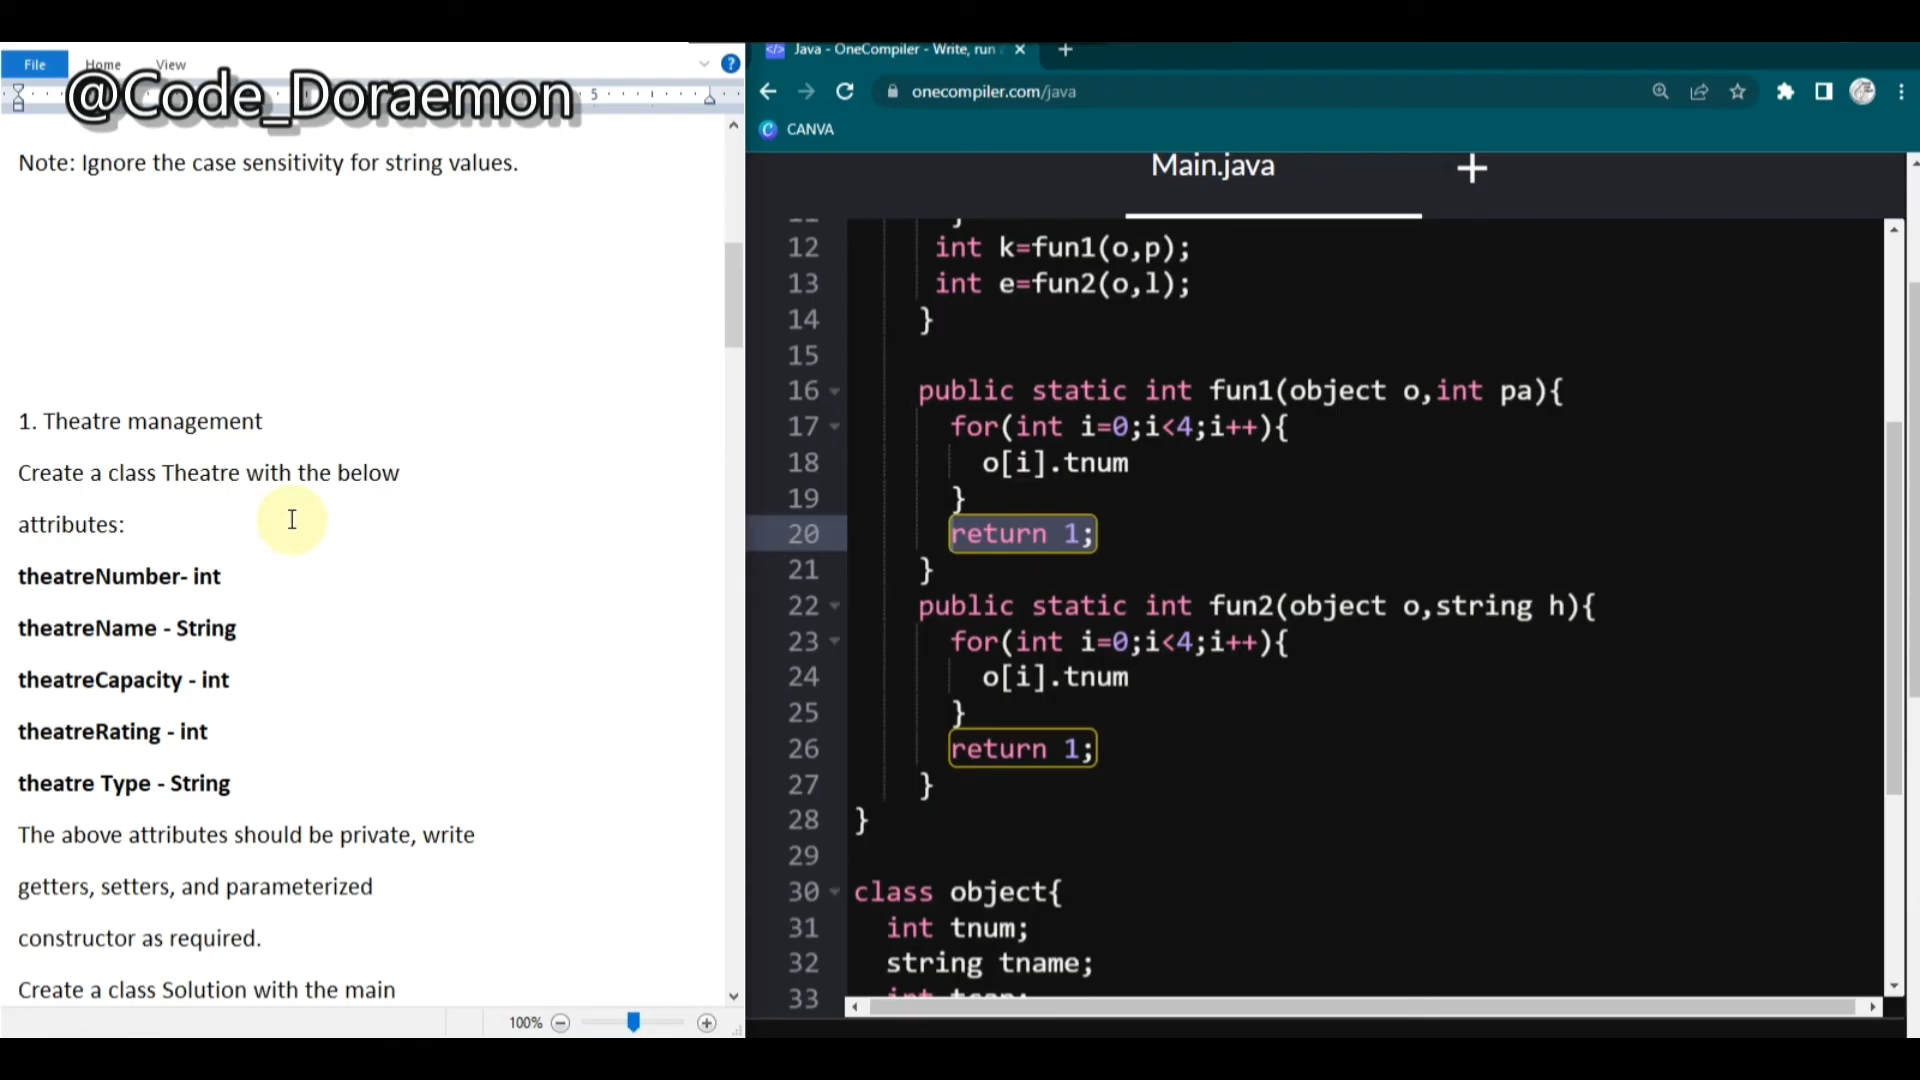 File Home View
@Code_Doraemon
5
Note: Ignore the case sensitivity for string values.
1. Theatre management
Create a class Theatre with the below
attributes:
theatreNumber- int
theatreName - String
theatreCapacity - int
theatreRating - int
theatre Type - String
The above attributes should be private, write
getters, setters, and parameterized
constructor as required.
Create a class Solution with the main
100%
Java - OneCompiler - Write, run
onecompiler.com/java
CANVA
Main.java
12 int k=fun1(o,p);
13 int e=fun2(o,l);
14 }
15
16 public static int fun1(object o,int pa){
17 for(int i=0;i<4;i++){
18 o[i].tnum
19 }
20 return 1;
21 }
22 public static int fun2(object o,string h){
23 for(int i=0;i<4;i++){
24 o[i].tnum
25 }
26 return 1;
27 }
28 }
29
30 class object{
31 int tnum;
32 string tname;
33